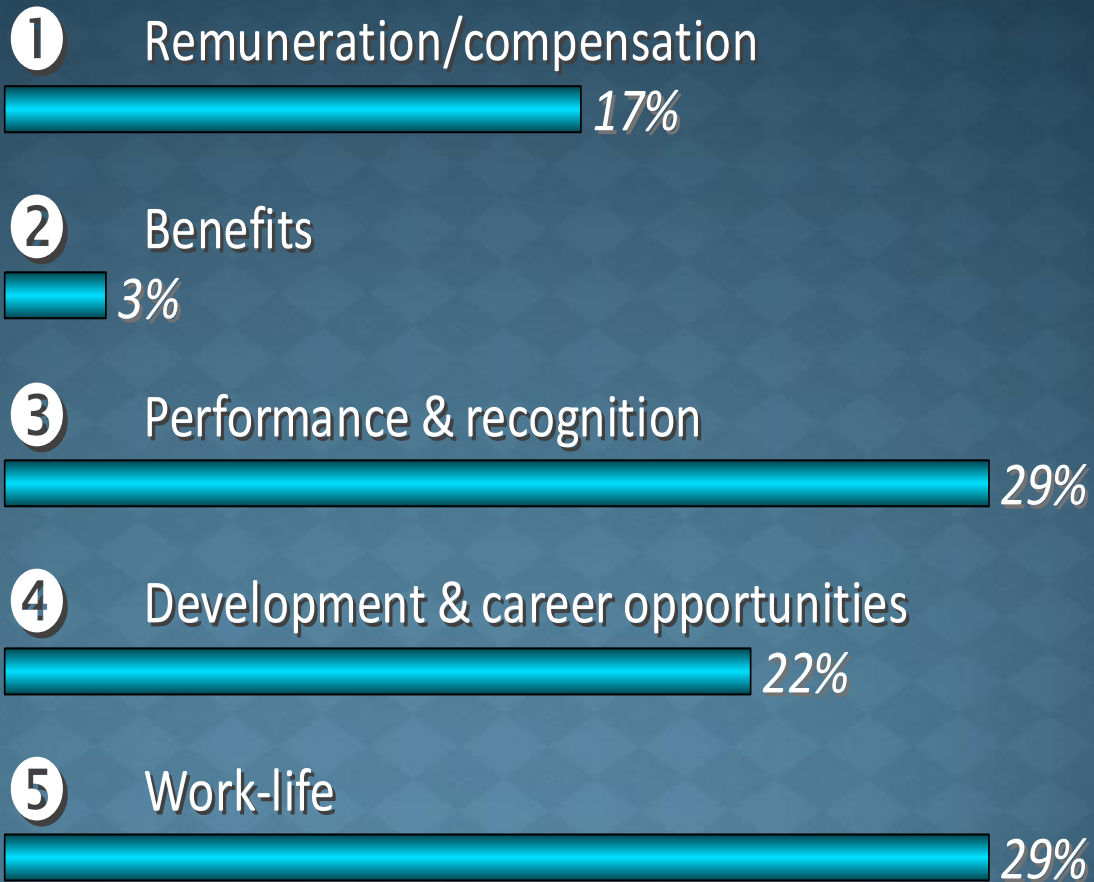 1 Remuneration/compensation
17%
2 Benefits
3%
3 Performance & recognition
29%
4 Development & career opportunities
22%
5 Work-life
29%